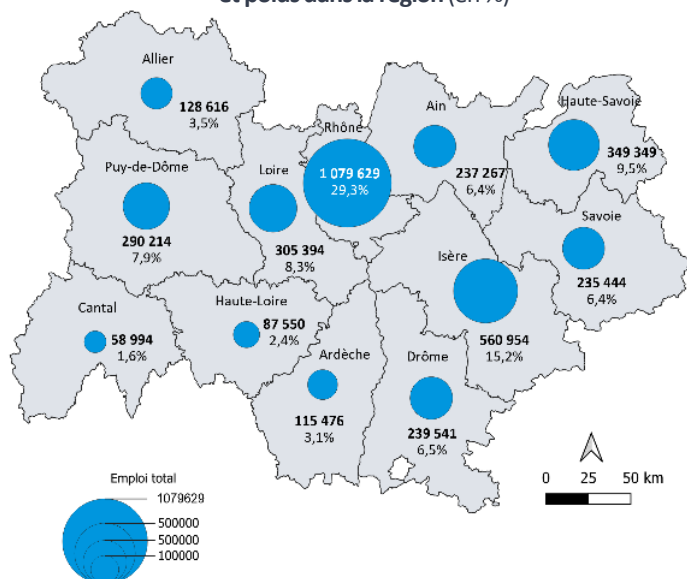 et poids dans la région (en %)
Allier
128 616
3,5%
Rhône
1 079 629
29,3%
Ain
237 267
6,4%
Haute-Savoie
349 349
9,5%
Puy-de-Dôme
290 214
7,9%
Loire
305 394
8,3%
Savoie
235 444
6,4%
Isère
560 954
15,2%
Cantal
58 994
1,6%
Haute-Loire
87 550
2,4%
Ardèche
115 476
3,1%
Drôme
239 541
6,5%
0 25 50 km
Emploi total
1079629
500000
500000
100000